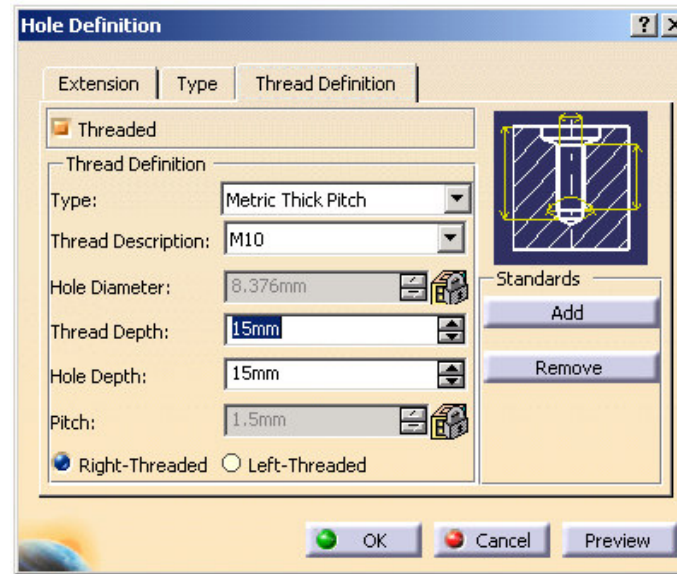 Hole Definition
Extension Type Thread Definition
Threaded
Thread Definition
Type: Metric Thick Pitch
Thread Description: M10
Hole Diameter: 8.376mm
Thread Depth: 15mm
Hole Depth: 15mm
Pitch: 1.5mm
Right-Threaded Left-Threaded
Standards
Add
Remove
OK Cancel Preview